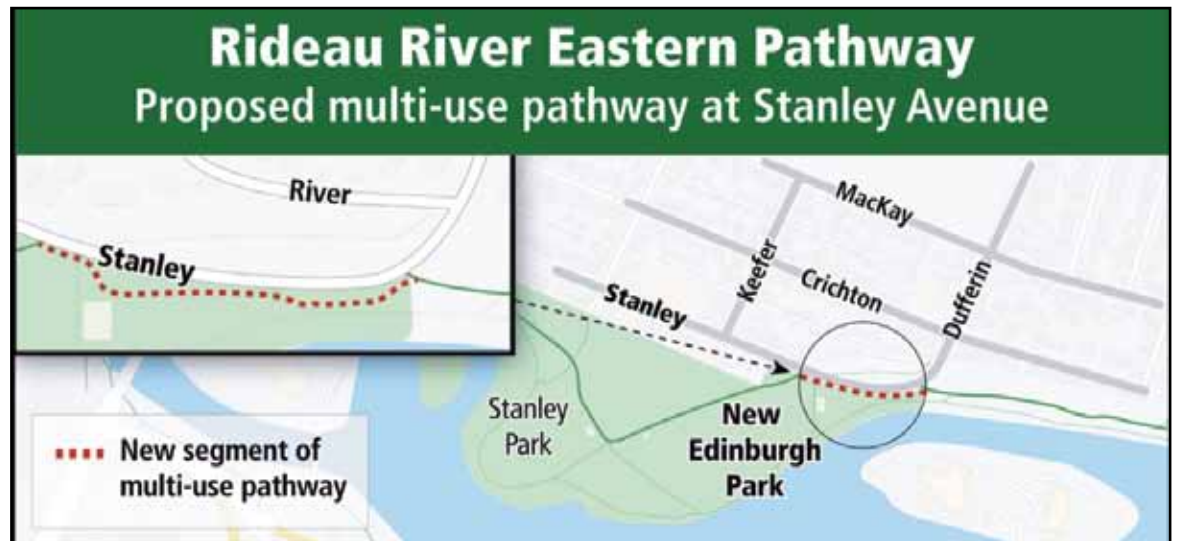 Rideau River Eastern Pathway
Proposed multi-use pathway at Stanley Avenue
River
Stanley
MacKay
Keefer
Crichton
Dufferin
Stanley
Stanley
Park
New
Edinburgh
Park
New segment of
multi-use pathway